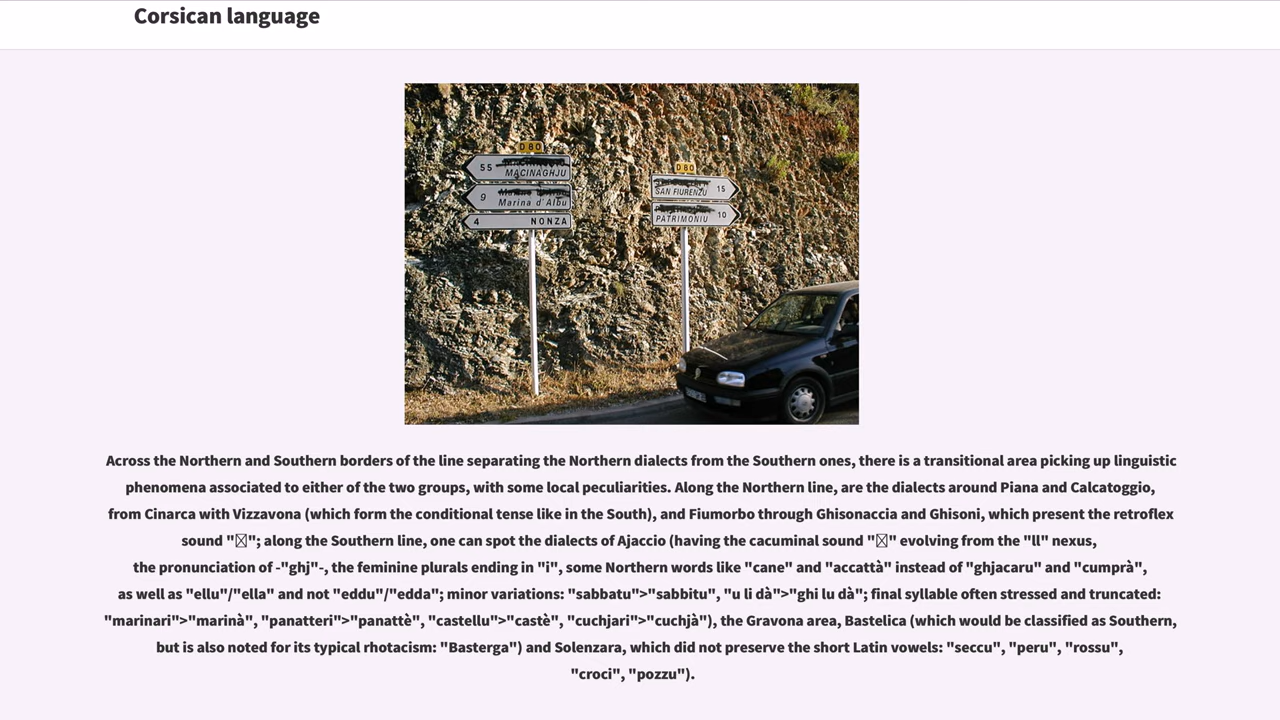 Corsican language
D 80
55
MACINAGHJU
9
Marina d'Albu
4 NONZA
D 80
SAN FIURENZU 15
PATRIMONIU 10
Across the Northern and Southern borders of the line separating the Northern dialects from the Southern ones, there is a transitional area picking up linguistic
phenomena associated to either of the two groups, with some local peculiarities. Along the Northern line, are the dialects around Piana and Calcatoggio,
from Cinarca with Vizzavona (which form the conditional tense like in the South), and Fiumorbo through Ghisonaccia and Ghisoni, which present the retroflex
sound ""; along the Southern line, one can spot the dialects of Ajaccio (having the cacuminal sound "" evolving from the "ll" nexus,
the pronunciation of -"ghj"-, the feminine plurals ending in "i", some Northern words like "cane" and "accattà" instead of "ghjacaru" and "cumprà",
as well as "ellu"/"ella" and not "eddu"/"edda"; minor variations: "sabbatu">"sabbitu", "u li dà">"ghi lu dà"; final syllable often stressed and truncated:
"marinari">"marinà", "panatteri">"panattè", "castellu">"castè", "cuchjari">"cuchjà"), the Gravona area, Bastelica (which would be classified as Southern,
but is also noted for its typical rhotacism: "Basterga") and Solenzara, which did not preserve the short Latin vowels: "seccu", "peru", "rossu",
"croci", "pozzu").